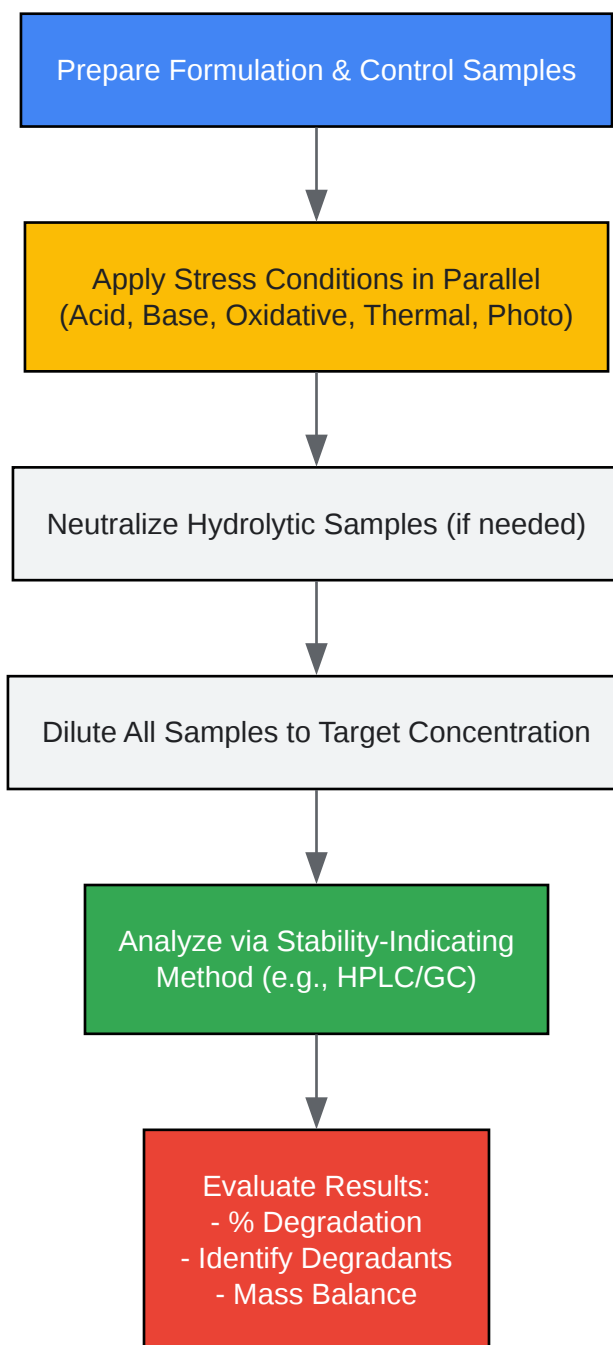 Prepare Formulation & Control Samples
Apply Stress Conditions in Parallel
(Acid, Base, Oxidative, Thermal, Photo)
Neutralize Hydrolytic Samples (if needed)
Dilute All Samples to Target Concentration
Analyze via Stability-Indicating
Method (e.g., HPLC/GC)
Evaluate Results:
- % Degradation
- Identify Degradants
- Mass Balance